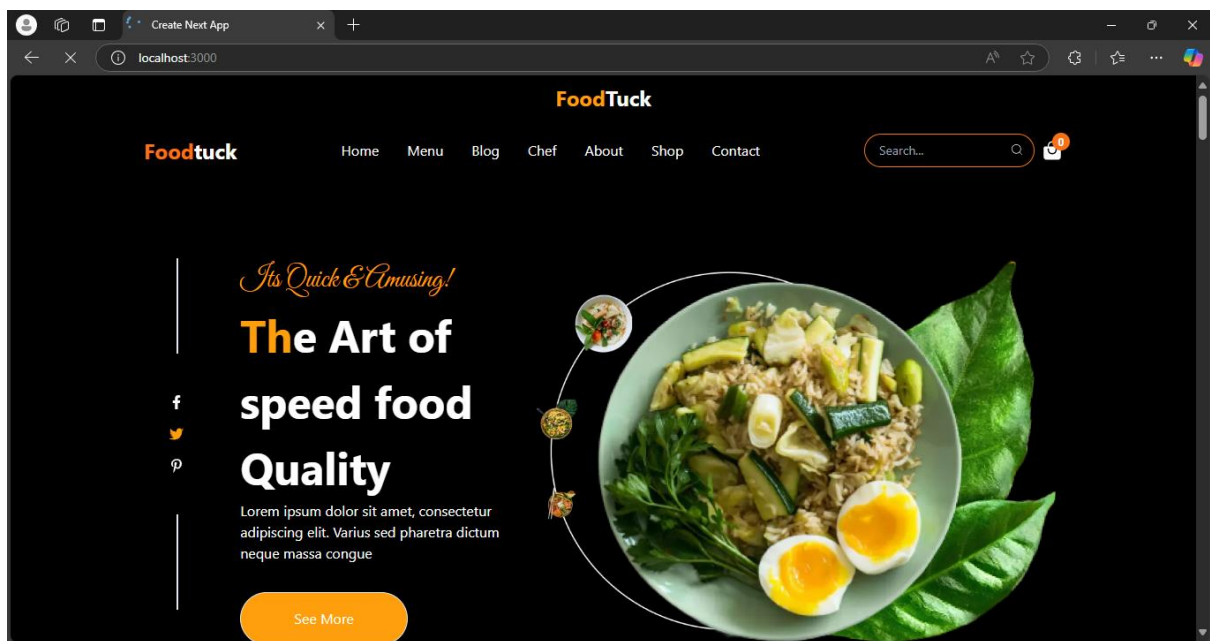 Create Next App
localhost:3000
FoodTuck
Foodtuck
Home Menu Blog Chef About Shop Contact
Search...
0
Its Quick & Amusing!
The Art of
speed food
Quality
Lorem ipsum dolor sit amet, consectetur
adipiscing elit. Varius sed pharetra dictum
neque massa congue
See More